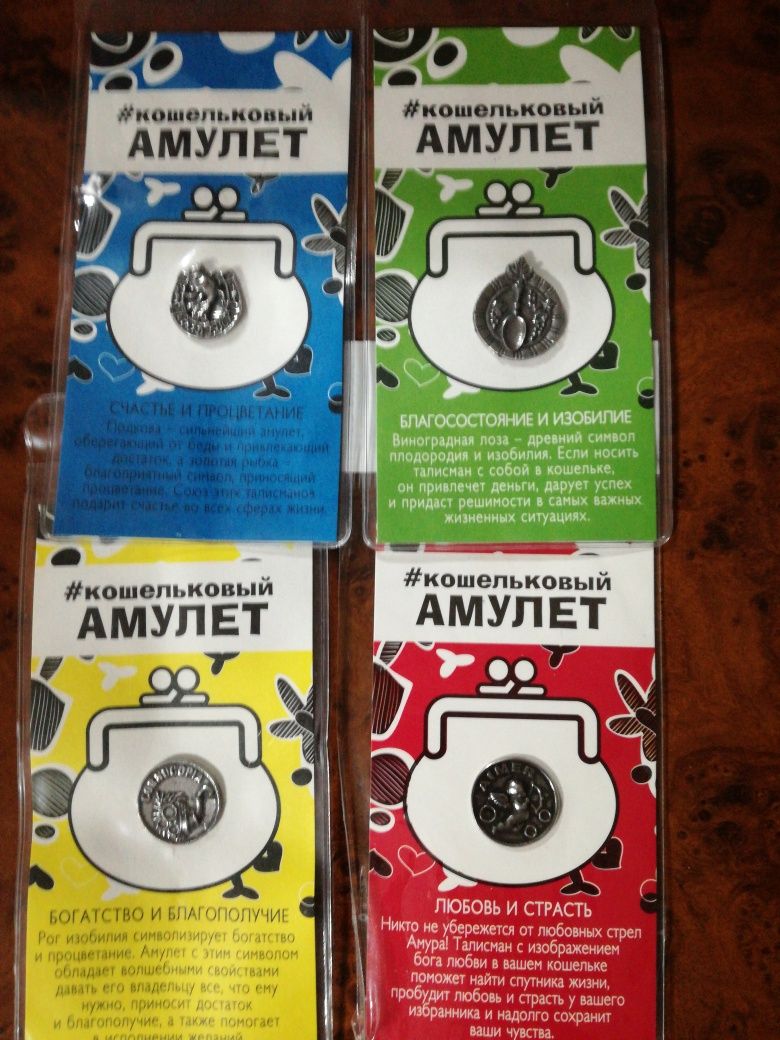 #кошельковый
АМУЛЕТ
СЧАСТЬЕ И ПРОЦВЕТАНИЕ
Подкова – сильнейший амулет,
оберегающий от беды и привлекающий
достаток, а золотая рыбка –
благоприятный символ, приносящий
процветание. Союз этих талисманов
подарит счастье во всех сферах жизни.
#кошельковый
АМУЛЕТ
БЛАГОСОСТОЯНИЕ И ИЗОБИЛИЕ
Виноградная лоза – древний символ
плодородия и изобилия. Если носить
талисман с собой в кошельке,
он привлечет деньги, дарует успех
и придаст решимости в самых важных
жизненных ситуациях.
#кошельковый
АМУЛЕТ
БОГАТСТВО И БЛАГОПОЛУЧИЕ
Рог изобилия символизирует богатство
и процветание. Амулет с этим символом
обладает волшебными свойствами
давать его владельцу все, что ему
нужно, приносит достаток
и благополучие, а также помогает
в исполнении желаний.
#кошельковый
АМУЛЕТ
ЛЮБОВЬ И СТРАСТЬ
Никто не убережется от любовных стрел
Амура! Талисман с изображением
бога любви в вашем кошельке
поможет найти спутника жизни,
пробудит любовь и страсть у вашего
избранника и надолго сохранит
ваши чувства.